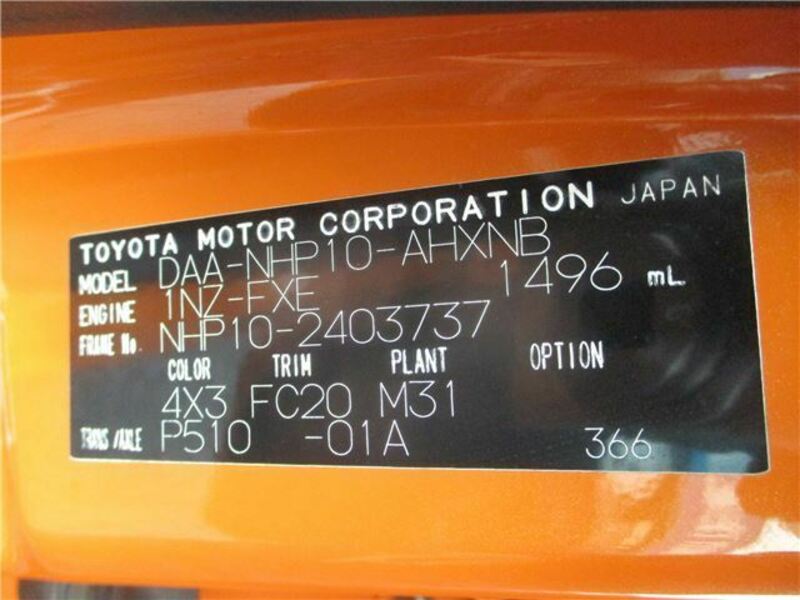 TOYOTA MOTOR CORPORATION JAPAN
MODEL DAA-NHP10-AHXNB
ENGINE 1NZ-FXE 1496 mL
FRAME No. NHP10-2403737
COLOR TRIM PLANT OPTION
4X3 FC20 M31
TRANS/AXLE P510 -01A 366